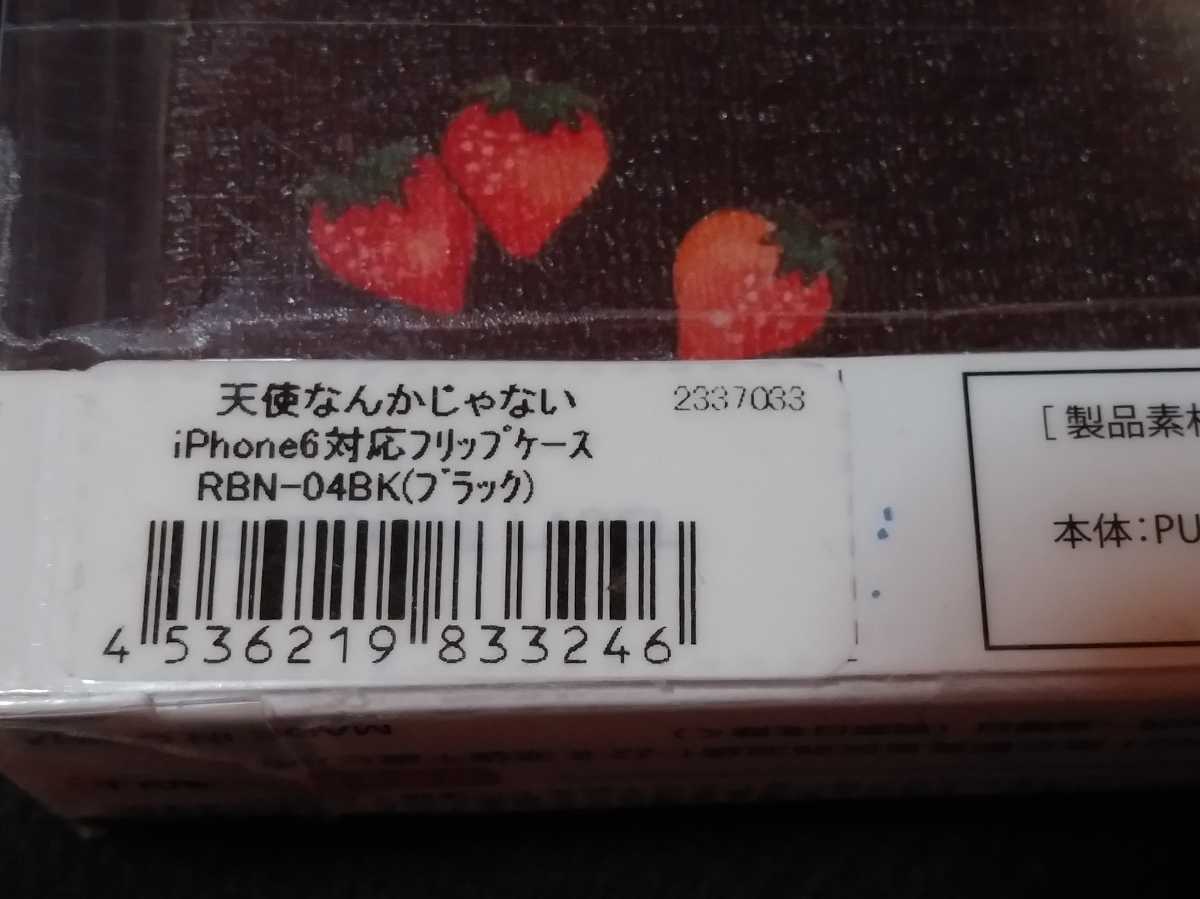 天使なんかじゃない
2337033
iPhone6対応フリップケース
RBN-04BK(ブラック)
4 536219 833246
[製品素材
本体:PU